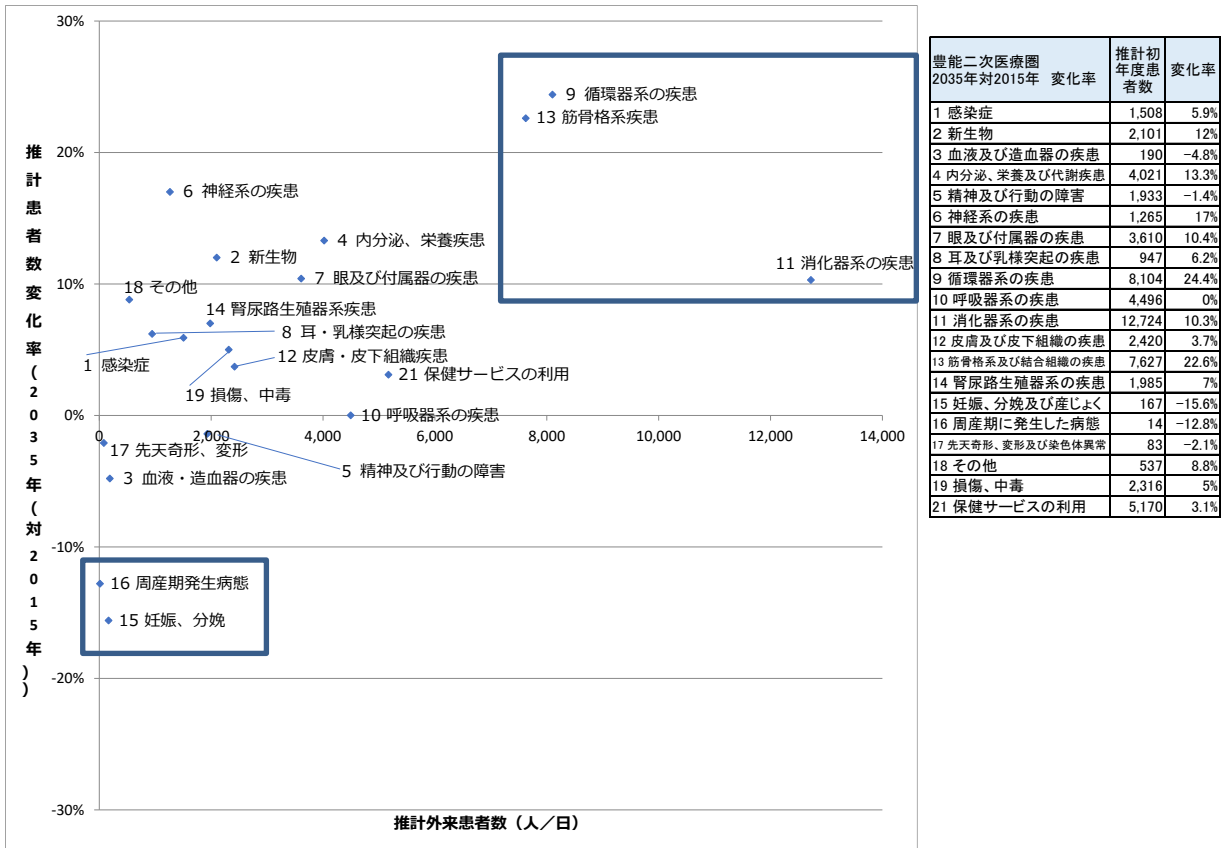 30%
20%
10%
0%
-10%
-20%
-30%
推計患者数変化率(2035年(対2015年))
9 循環器系の疾患
13 筋骨格系疾患
6 神経系の疾患
4 内分泌、栄養疾患
2 新生物
11 消化器系の疾患
7 眼及び付属器の疾患
18 その他
14 腎尿路生殖器系疾患
8 耳・乳様突起の疾患
1 感染症
12 皮膚・皮下組織疾患
21 保健サービスの利用
19 損傷、中毒
10 呼吸器系の疾患
0 2,000 4,000 6,000 8,000 10,000 12,000 14,000
17 先天奇形、変形
5 精神及び行動の障害
3 血液・造血器の疾患
16 周産期発生病態
15 妊娠、分娩
推計外来患者数(人/日)
豊能二次医療圏
2035年対2015年 変化率
推計初
年度患
者数
変化率
1 感染症 1,508 5.9%
2 新生物 2,101 12%
3 血液及び造血器の疾患 190 -4.8%
4 内分泌、栄養及び代謝疾患 4,021 13.3%
5 精神及び行動の障害 1,933 -1.4%
6 神経系の疾患 1,265 17%
7 眼及び付属器の疾患 3,610 10.4%
8 耳及び乳様突起の疾患 947 6.2%
9 循環器系の疾患 8,104 24.4%
10 呼吸器系の疾患 4,496 0%
11 消化器系の疾患 12,724 10.3%
12 皮膚及び皮下組織の疾患 2,420 3.7%
13 筋骨格系及び結合組織の疾患 7,627 22.6%
14 腎尿路生殖器系の疾患 1,985 7%
15 妊娠、分娩及び産じょく 167 -15.6%
16 周産期に発生した病態 14 -12.8%
17 先天奇形、変形及び染色体異常 83 -2.1%
18 その他 537 8.8%
19 損傷、中毒 2,316 5%
21 保健サービスの利用 5,170 3.1%